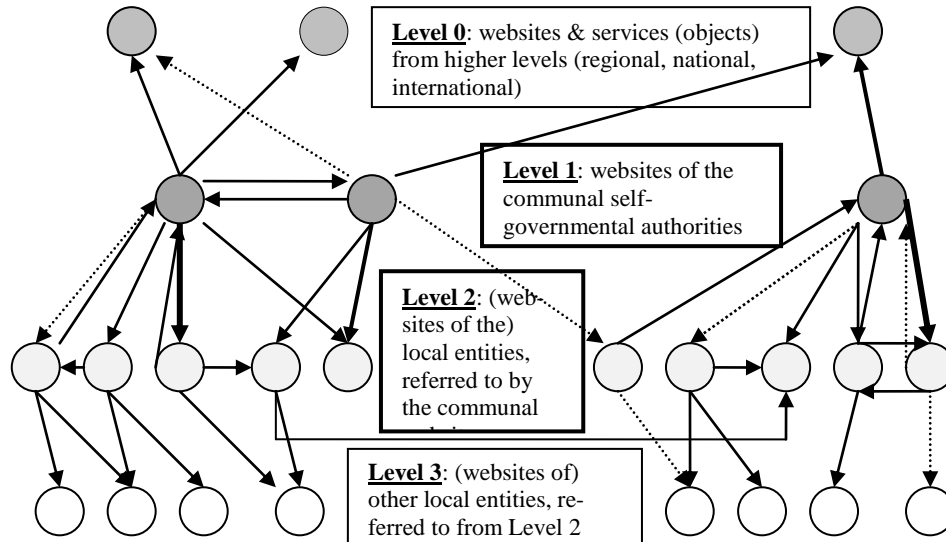 Level 0: websites & services (objects)
from higher levels (regional, national,
international)
Level 1: websites of the
communal self-
governmental authorities
Level 2: (web-
sites of the)
local entities,
referred to by
the communal
Level 3: (websites of)
other local entities, re-
ferred to from Level 2